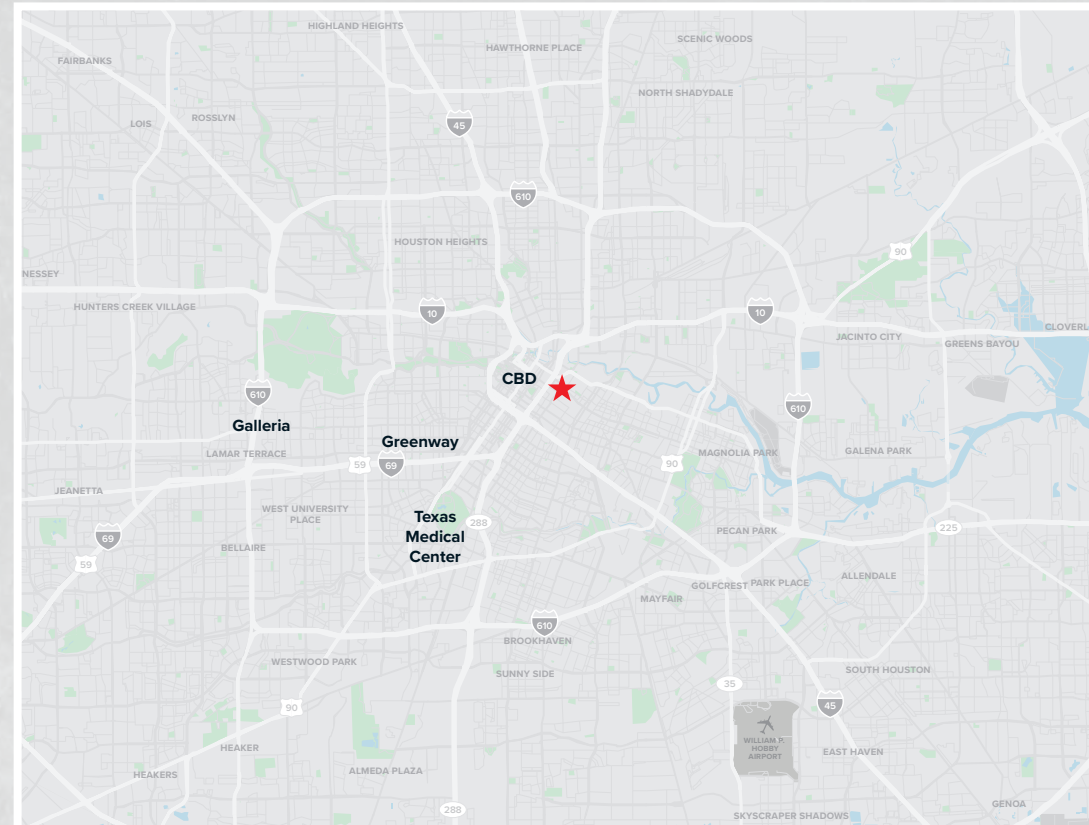 HIGHLAND HEIGHTS
SCENIC WOODS
HAWTHORNE PLACE
FAIRBANKS
NORTH SHADYDALE
ROSSLYN
LOIS
45
610
HOUSTON HEIGHTS
90
NESSEY
HUNTERS CREEK VILLAGE
10
10
CLOVERL
JACINTO CITY
GREENS BAYOU
CBD
610
610
Galleria
Greenway
LAMAR TERRACE
MAGNOLIA PARK
GALENA PARK
59
69
90
JEANETTA
WEST UNIVERSITY
PLACE
Texas
Medical
Center
288
225
PECAN PARK
69
BELLAIRE
59
ALLENDALE
GOLFCREST
PARK PLACE
MAYFAIR
610
BROOKHAVEN
WESTWOOD PARK
SUNNY SIDE
SOUTH HOUSTON
35
90
45
WILLIAM P.
HOBBY
AIRPORT
HEAKER
EAST HAVEN
HEAKERS
ALMEDA PLAZA
GENOA
288
SKYSCRAPER SHADOWS